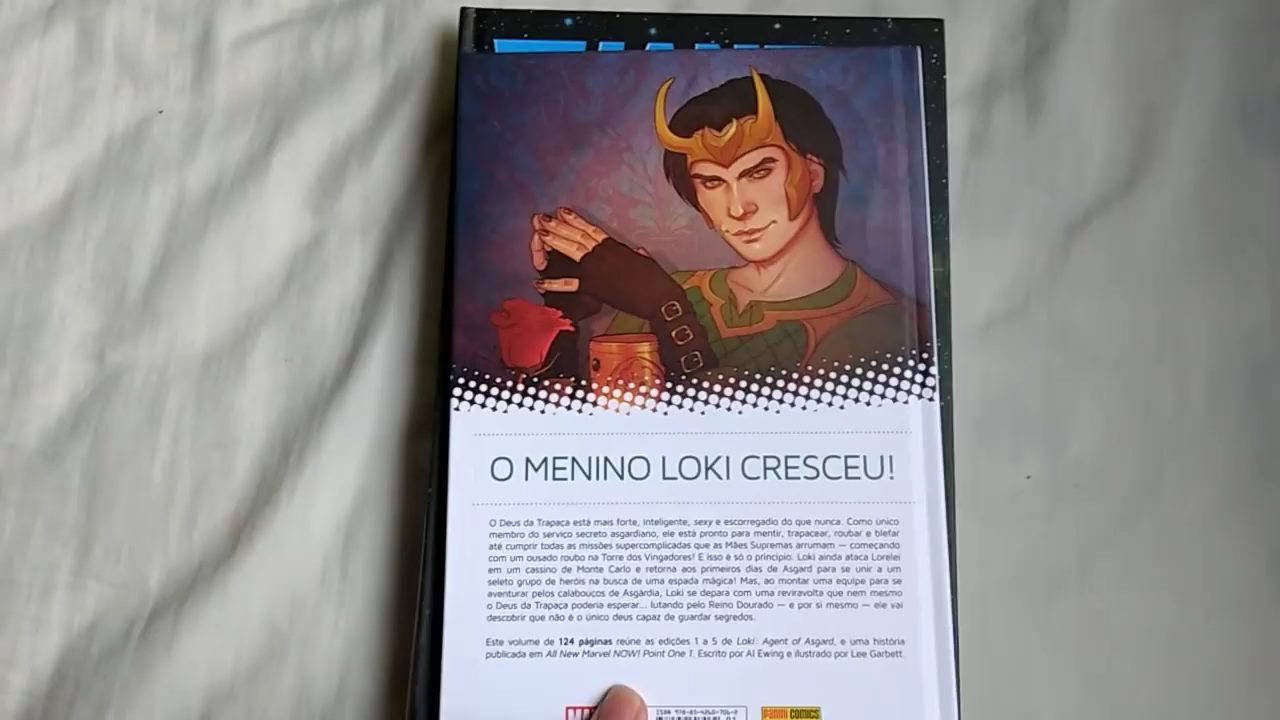 O MENINO LOKI CRESCEU!
O Deus da Trapaça está mais forte, inteligente, sexy e escorregadio do que nunca. Como único
membro do serviço secreto asgardiano, ele está pronto para mentir, trapacear, roubar e blefar
até cumprir todas as missões supercomplicadas que as Mães Supremas arrumam — começando
com um ousado roubo na Torre dos Vingadores! E isso é só o princípio. Loki ainda ataca Lorelei
em um cassino de Monte Carlo e retorna aos primeiros dias de Asgard para se unir a um
seleto grupo de heróis na busca de uma espada mágica! Mas, ao montar uma equipe para se
aventurar pelos calabouços de Asgárdia, Loki se depara com uma reviravolta que nem mesmo
o Deus da Trapaça poderia esperar... lutando pelo Reino Dourado — e por si mesmo — ele vai
descobrir que não é o único deus capaz de guardar segredos.
Este volume de 124 páginas reúne as edições 1 a 5 de Loki: Agent of Asgard, e uma história
publicada em All New Marvel NOW! Point One 1. Escrito por Al Ewing e ilustrado por Lee Garbett.
ISBN 978-85-4260-706-2
PANINI COMICS